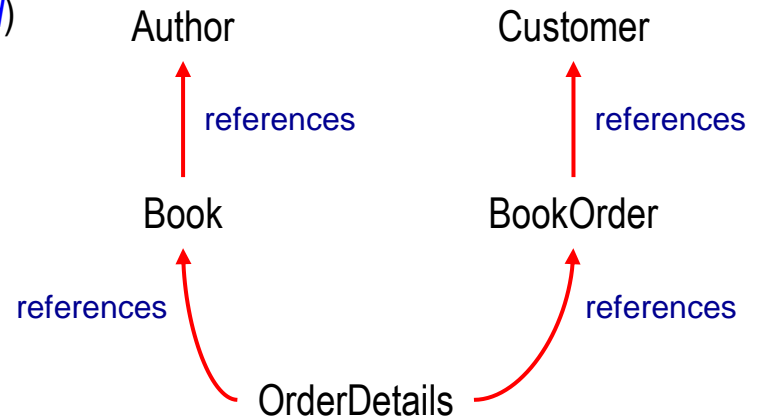 )
Author Customer
references references
Book BookOrder
references references
OrderDetails